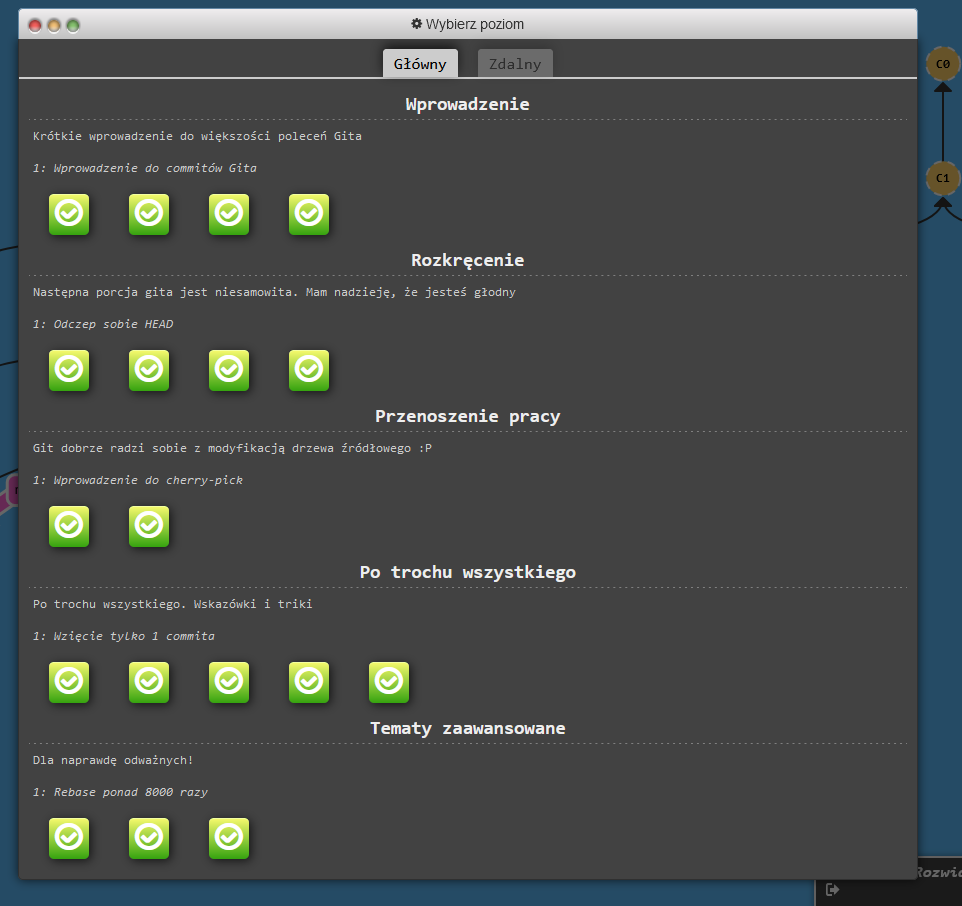 Wybierz poziom
Główny
Zdalny
C0
C1
Wprowadzenie
Krótkie wprowadzenie do większości poleceń Gita
1: Wprowadzenie do commitów Gita
Rozkręcenie
Następna porcja gita jest niesamowita. Mam nadzieję, że jesteś głodny
1: Odczep sobie HEAD
Przenoszenie pracy
Git dobrze radzi sobie z modyfikacją drzewa źródłowego :P
1: Wprowadzenie do cherry-pick
Po trochu wszystkiego
Po trochu wszystkiego. Wskazówki i triki
1: Wzięcie tylko 1 commita
Tematy zaawansowane
Dla naprawdę odważnych!
1: Rebase ponad 8000 razy